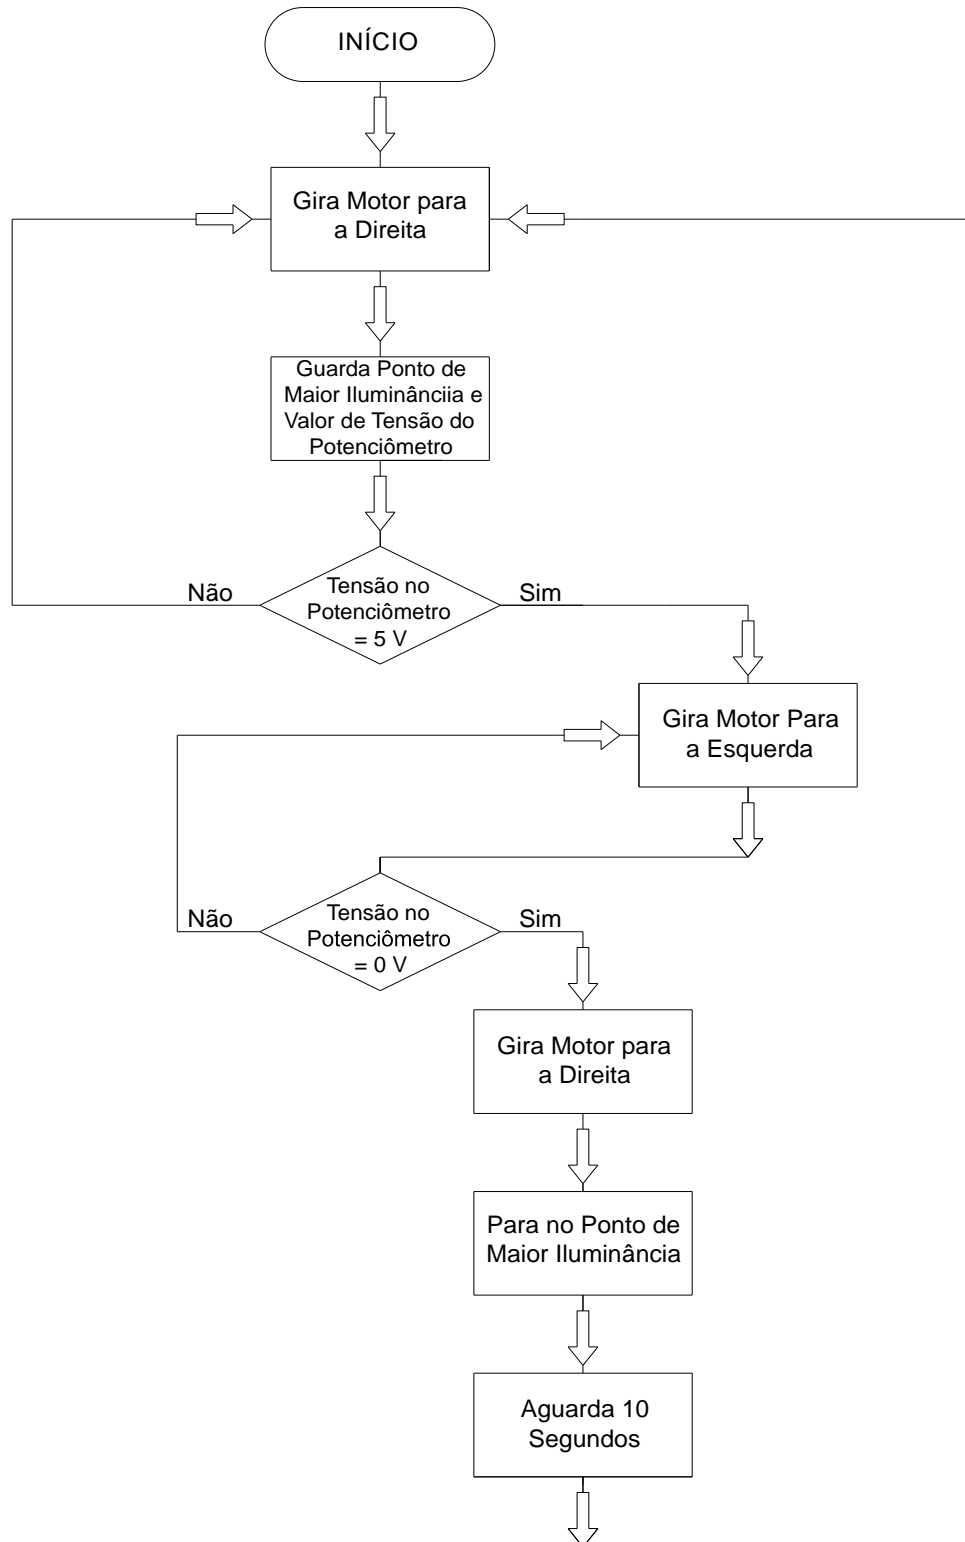 INÍCIO
Gira Motor para
a Direita
Guarda Ponto de
Maior Iluminânciia e
Valor de Tensão do
Potenciômetro
Não
Tensão no
Potenciômetro
= 5 V
Sim
Gira Motor Para
a Esquerda
Não
Tensão no
Potenciômetro
= 0 V
Sim
Gira Motor para
a Direita
Para no Ponto de
Maior Iluminância
Aguarda 10
Segundos